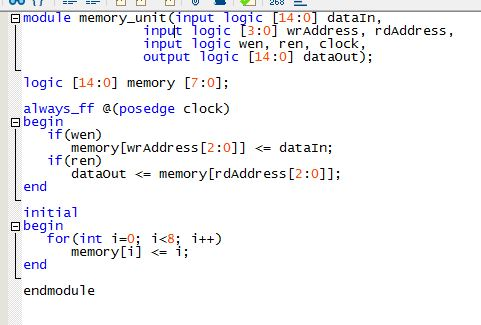 268
module memory_unit(input logic [14:0] dataIn,
input logic [3:0] wrAddress, rdAddress,
input logic wen, ren, clock,
output logic [14:0] dataOut);
logic [14:0] memory [7:0];
always_ff @(posedge clock)
begin
if(wen)
memory[wrAddress[2:0]] <= dataIn;
if(ren)
dataOut <= memory[rdAddress[2:0]];
end
initial
begin
for(int i=0; i<8; i++)
memory[i] <= i;
end
endmodule